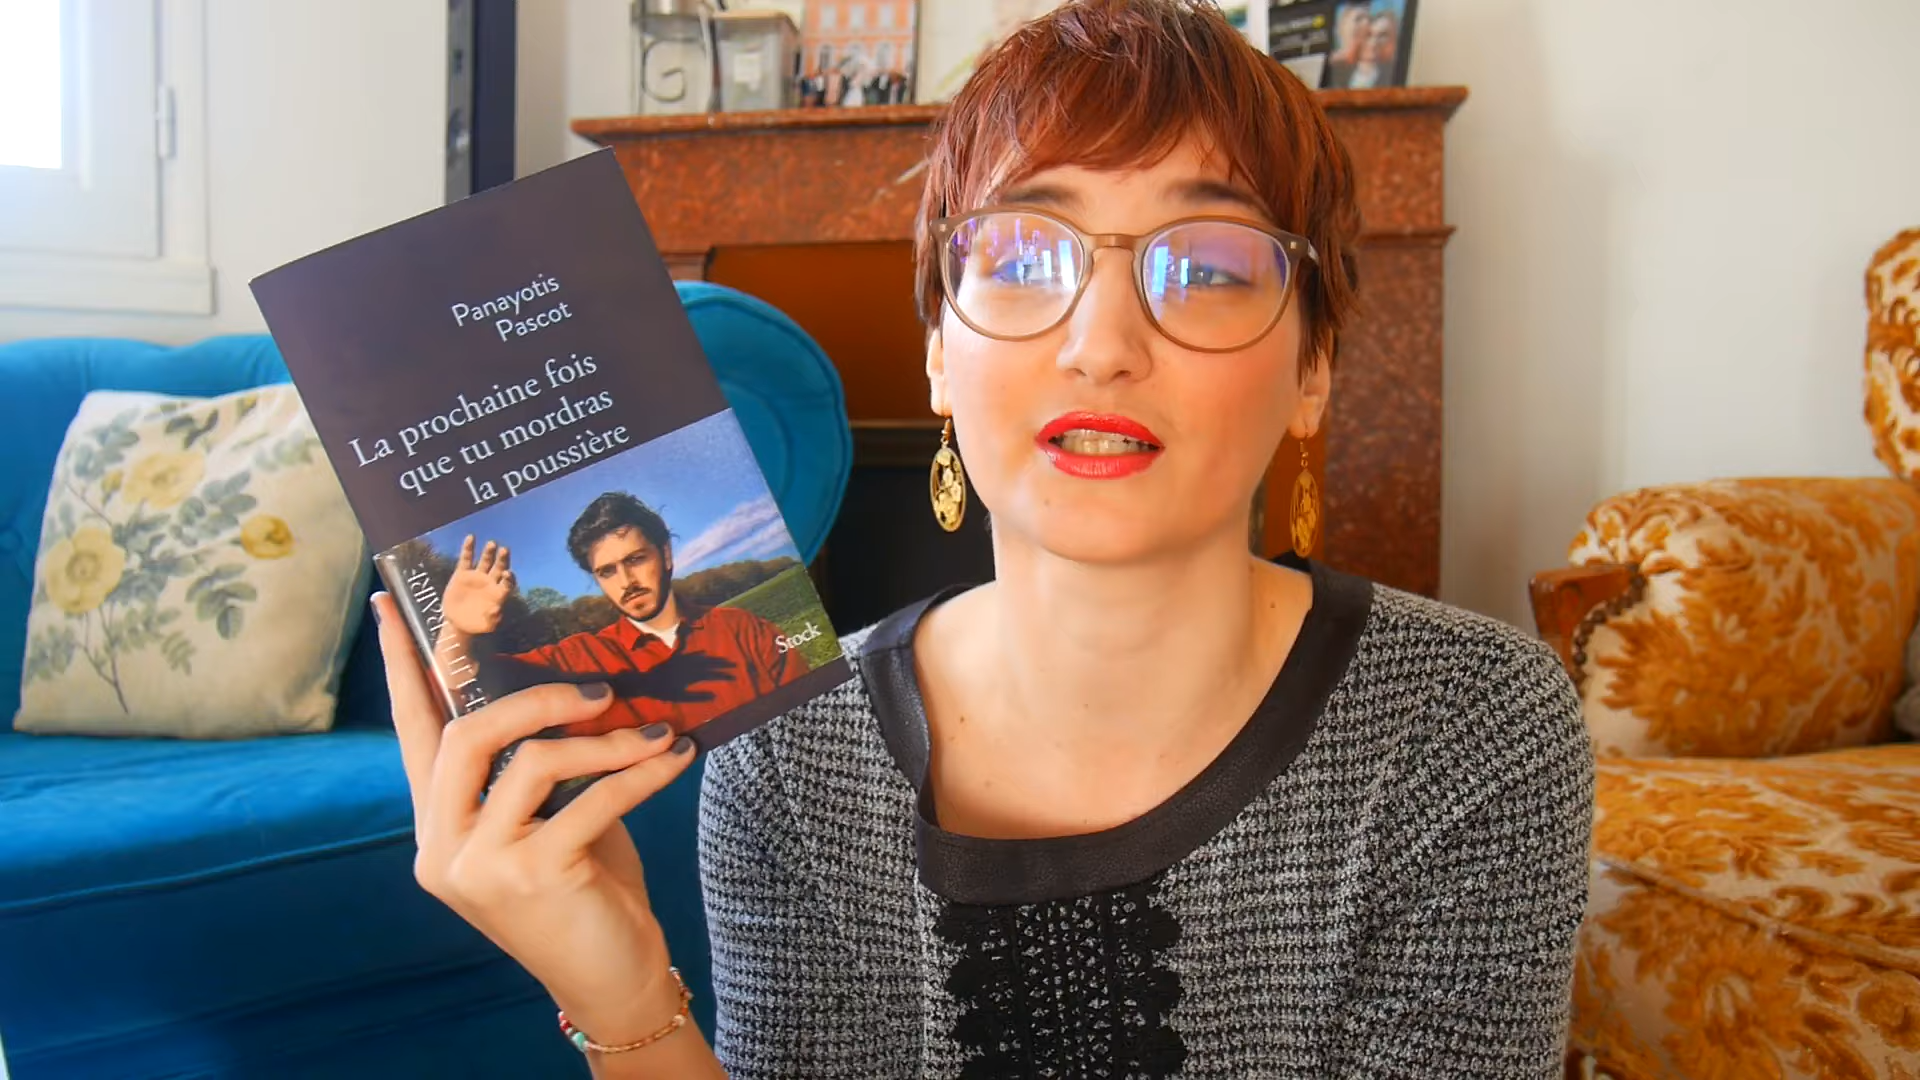 Panayotis
Pascot
La prochaine fois
que tu mordras
la poussière
Stock